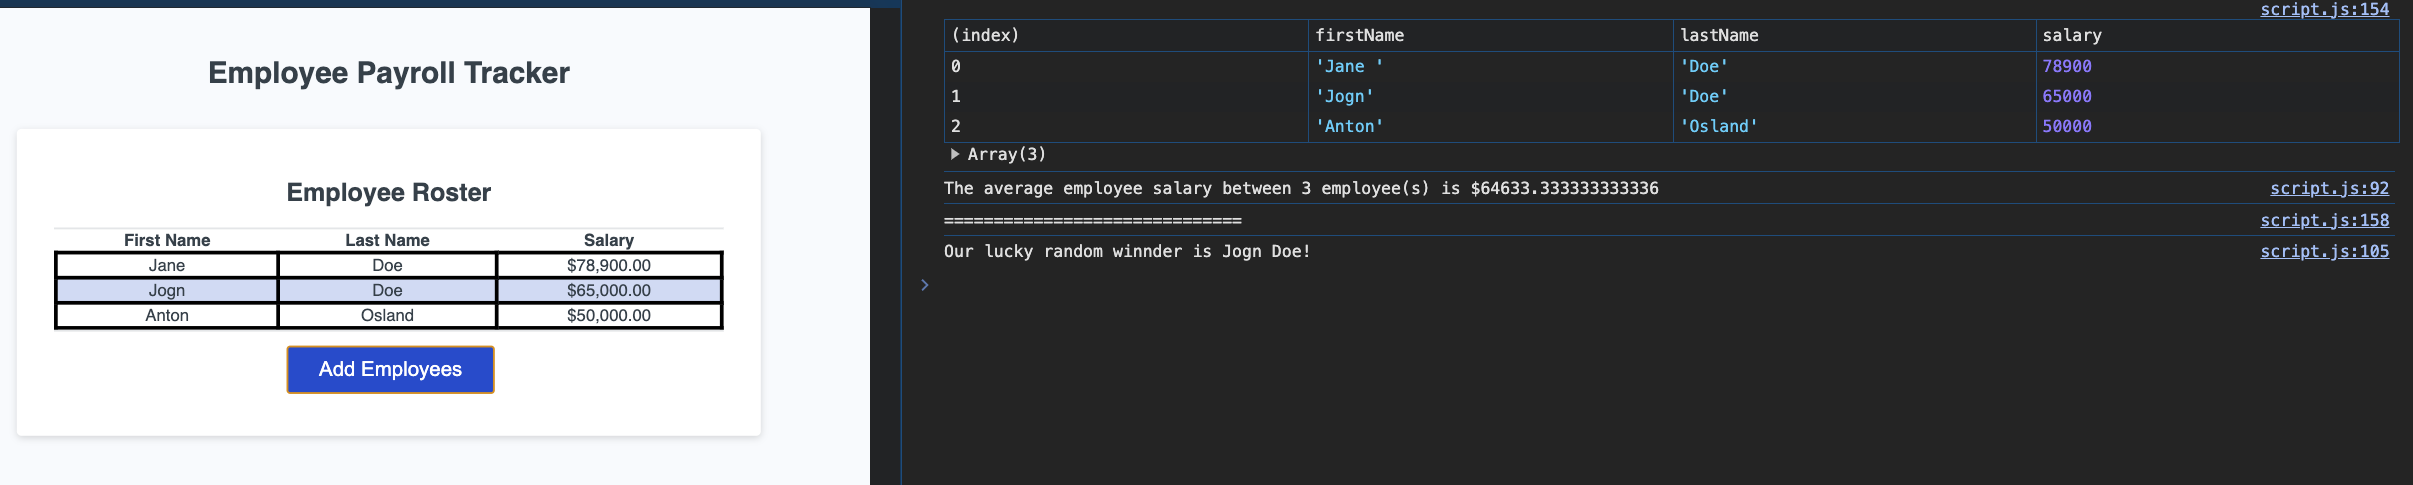 Employee Payroll Tracker
Employee Roster
First Name Last Name Salary
Jane Doe $78,900.00
Jogn Doe $65,000.00
Anton Osland $50,000.00
Add Employees
script.js:154
(index) firstName lastName salary
0 'Jane ' 'Doe' 78900
1 'Jogn' 'Doe' 65000
2 'Anton' 'Osland' 50000
▶ Array(3)
The average employee salary between 3 employee(s) is $64633.333333333336 script.js:92
============================== script.js:158
Our lucky random winnder is Jogn Doe! script.js:105
>